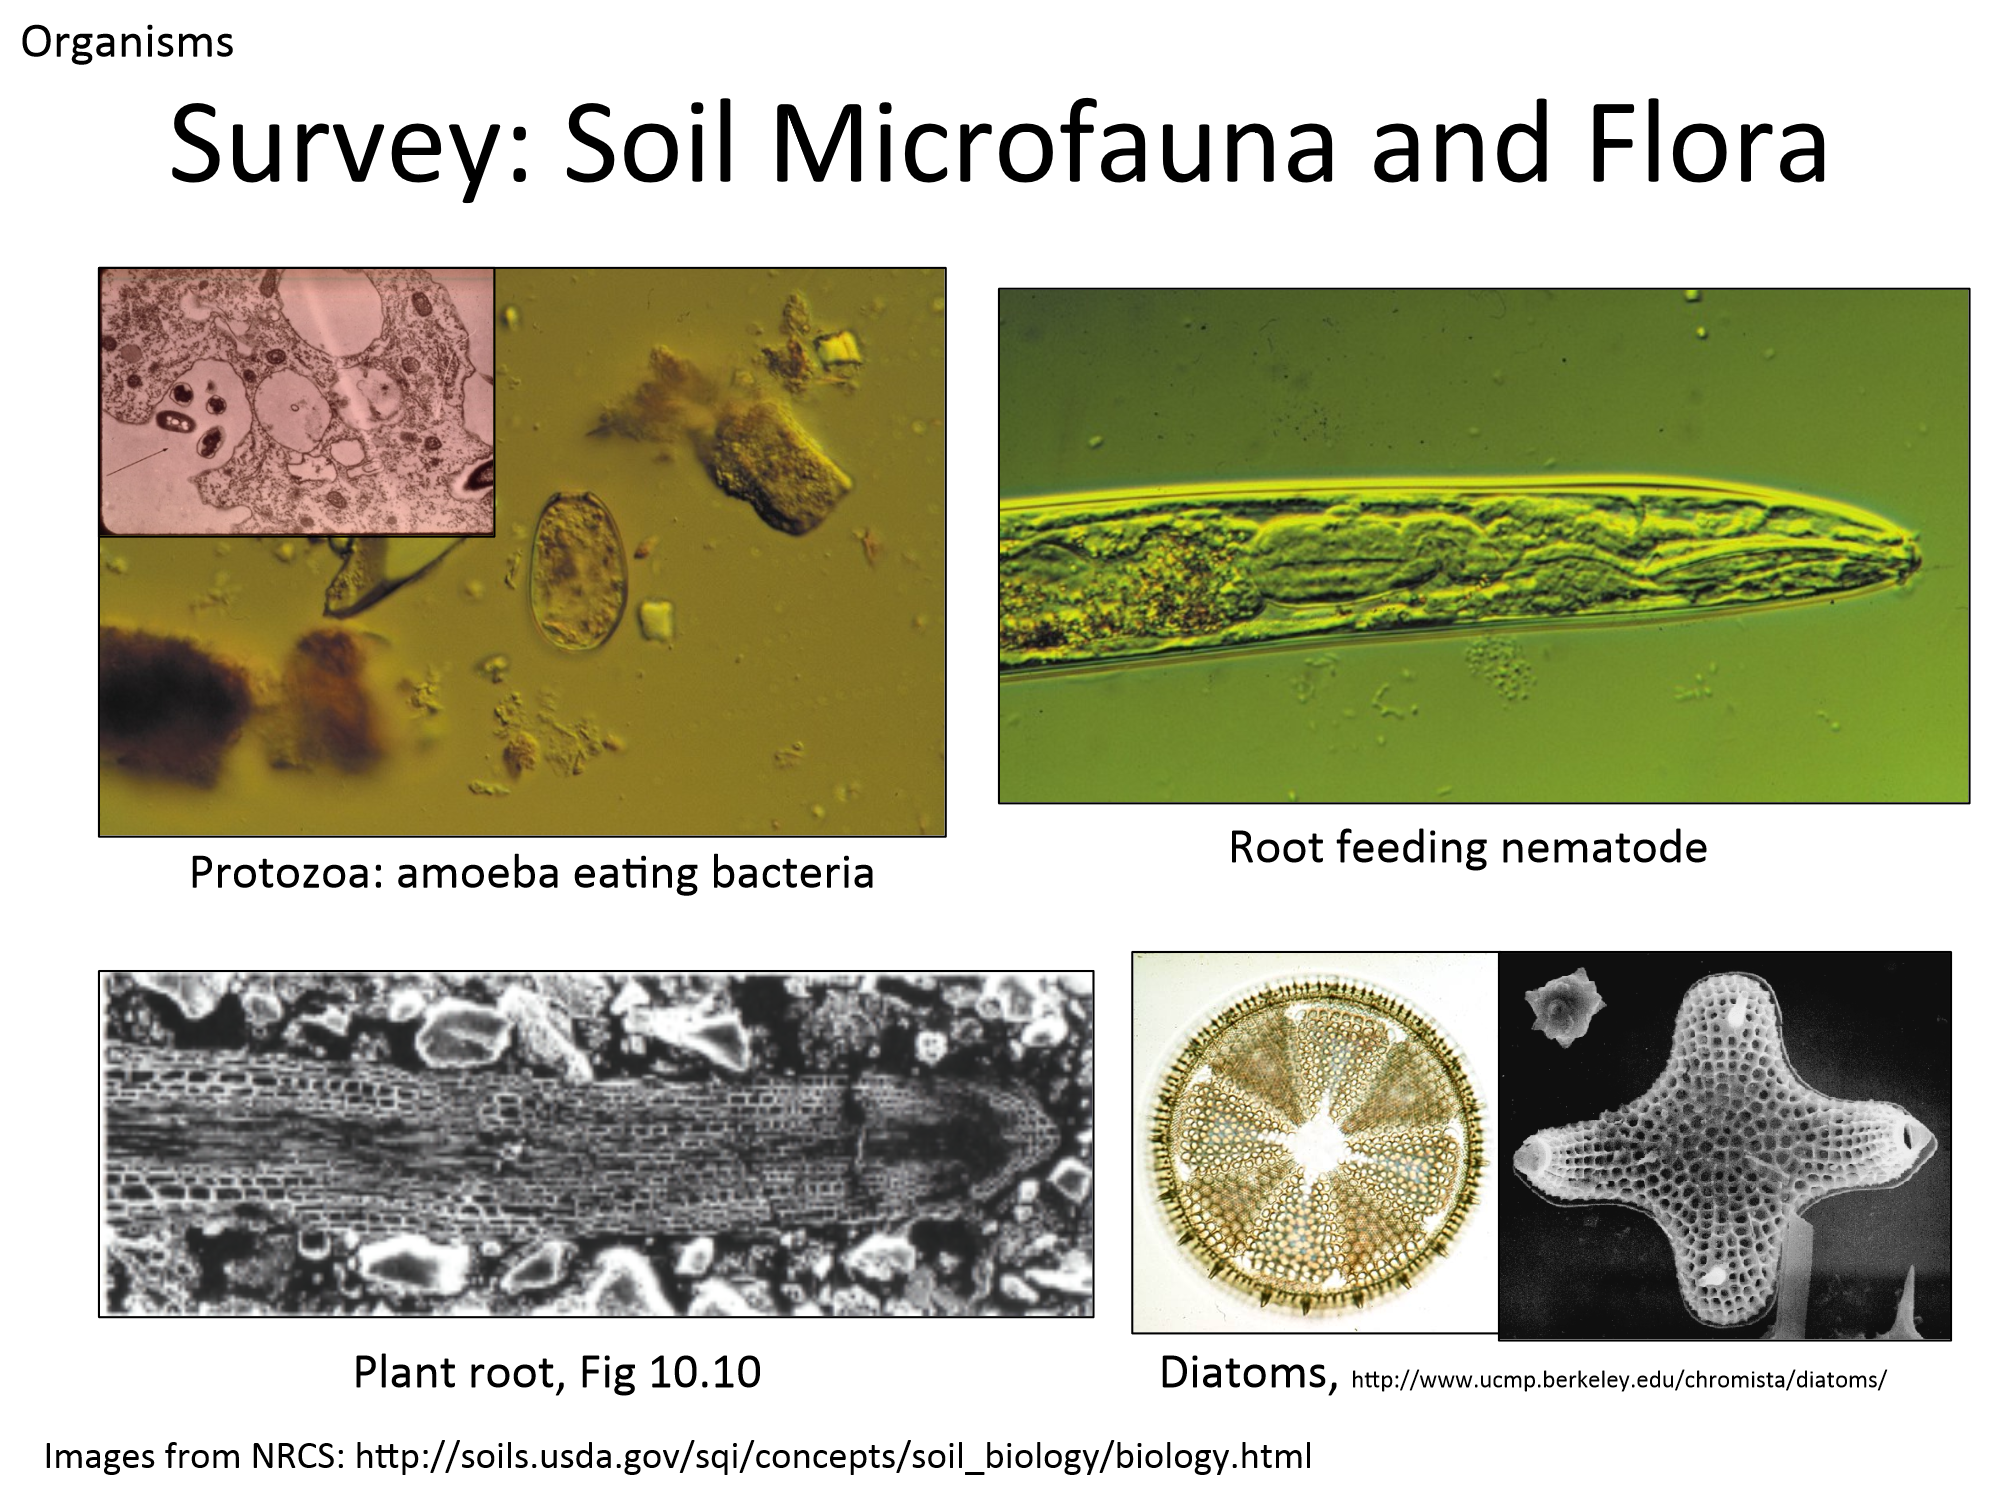 Organisms
Survey: Soil Microfauna and Flora
Protozoa: amoeba eating bacteria
Root feeding nematode
Plant root, Fig 10.10
Diatoms, http://www.ucmp.berkeley.edu/chromista/diatoms/
Images from NRCS: http://soils.usda.gov/sqi/concepts/soil_biology/biology.html